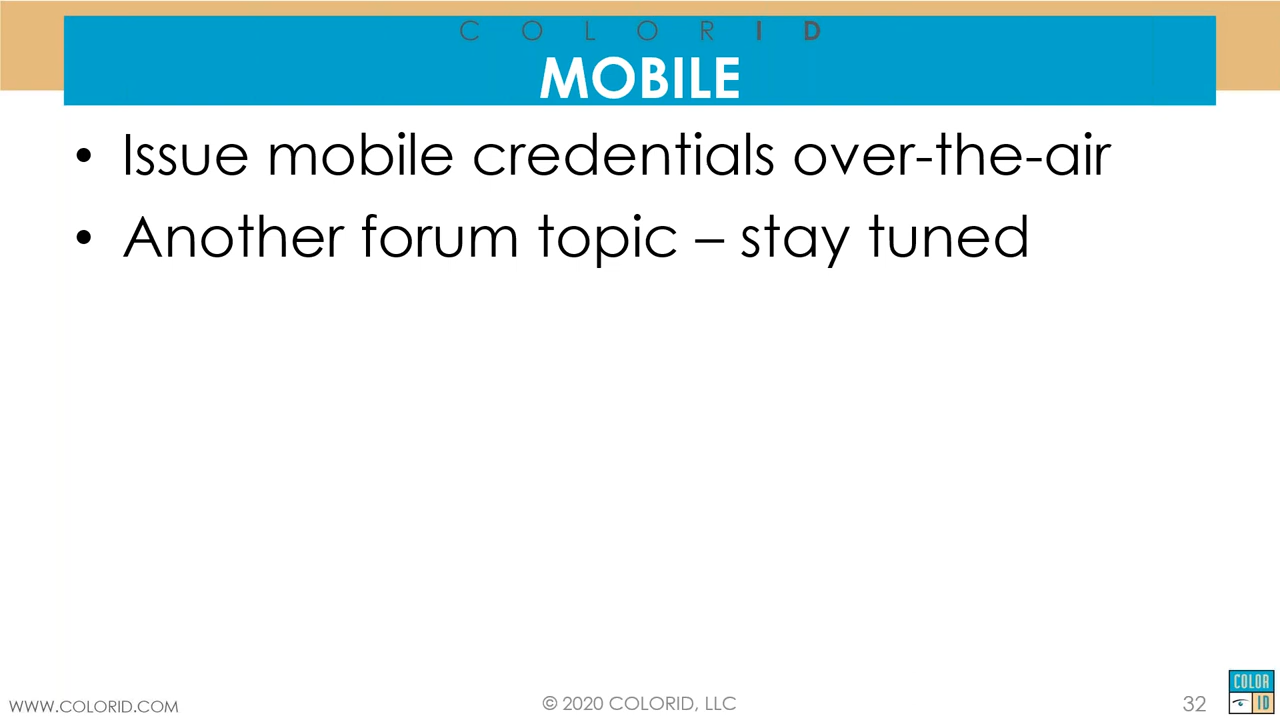 COLORID
MOBILE
• Issue mobile credentials over-the-air
• Another forum topic – stay tuned
WWW.COLORID.COM
© 2020 COLORID, LLC
32
COLOR
ID